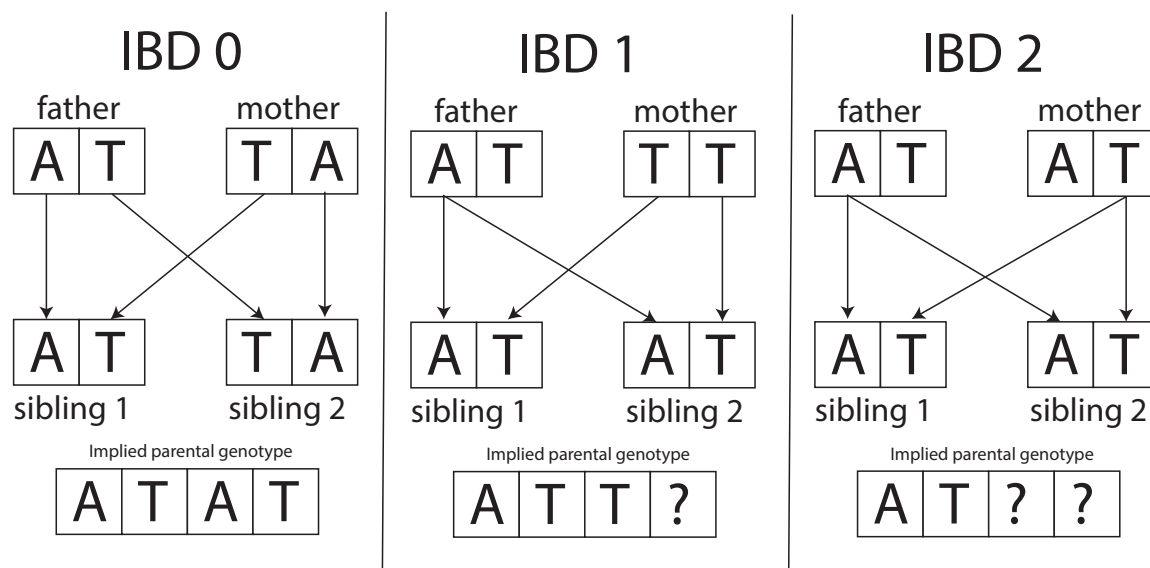 IBD 0
father mother
A T T A
A T T A
sibling 1 sibling 2
Implied parental genotype
A T A T
IBD 1
father mother
A T T T
A T A T
sibling 1 sibling 2
Implied parental genotype
A T T ?
IBD 2
father mother
A T A T
A T A T
sibling 1 sibling 2
Implied parental genotype
A T ? ?